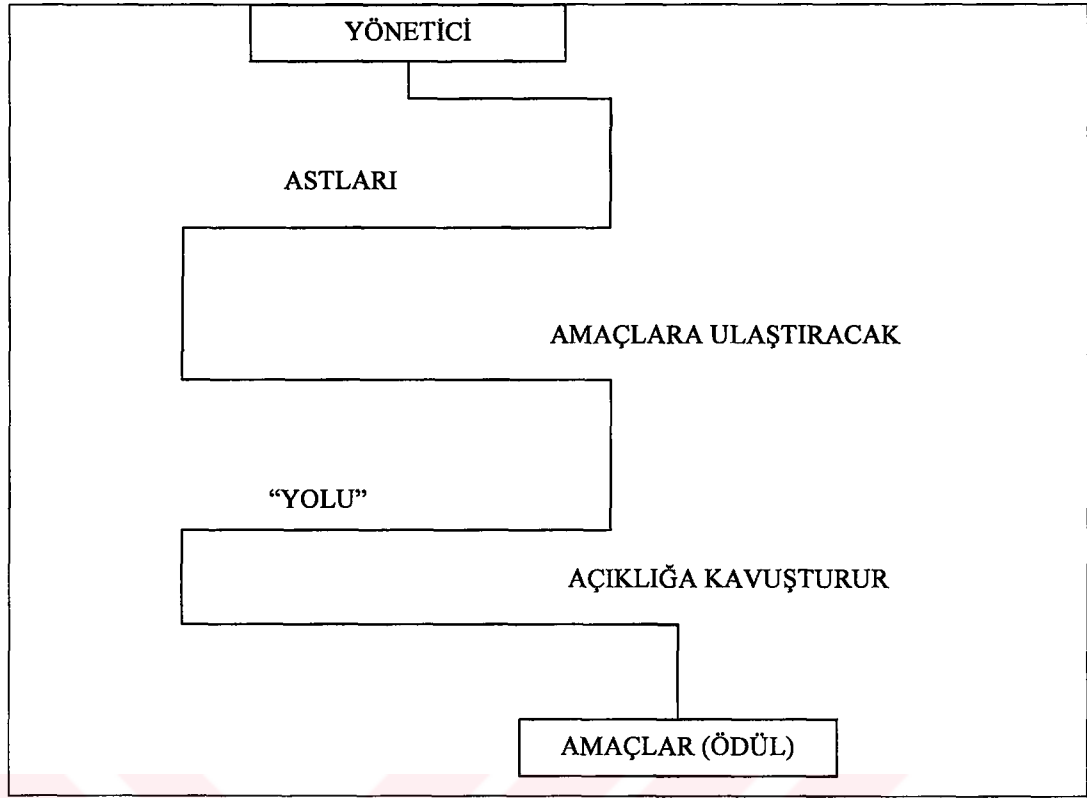 YÖNETİCİ
ASTLARI
AMAÇLARA ULAŞTIRACAK
“YOLU”
AÇIKLIĞA KAVUŞTURUR
AMAÇLAR (ÖDÜL)